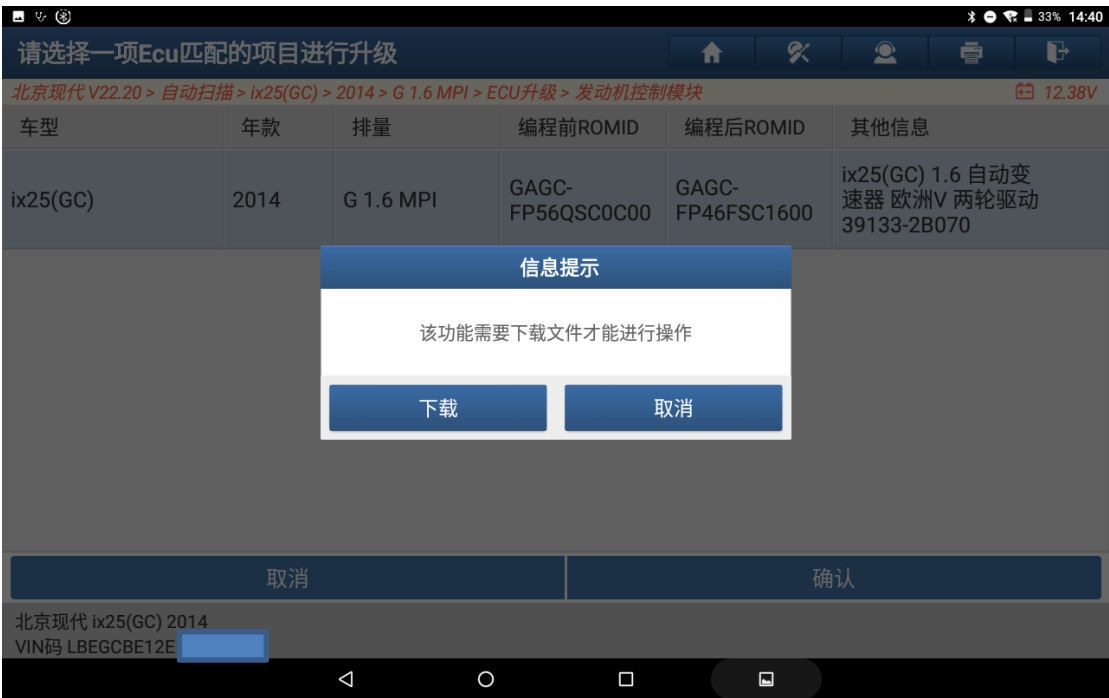 33% 14:40
请选择一项Ecu匹配的项目进行升级
北京现代 V22.20 > 自动扫描 > ix25(GC) > 2014 > G 1.6 MPI > ECU升级 > 发动机控制模块 12.38V
车型 年款 排量 编程前ROMID 编程后ROMID 其他信息
ix25(GC) 2014 G 1.6 MPI GAGC-FP56QSC0C00 GAGC-FP46FSC1600 ix25(GC) 1.6 自动变速器 欧洲V 两轮驱动 39133-2B070
信息提示
该功能需要下载文件才能进行操作
下载 取消
取消 确认
北京现代 ix25(GC) 2014
VIN码 LBEGCBE12E